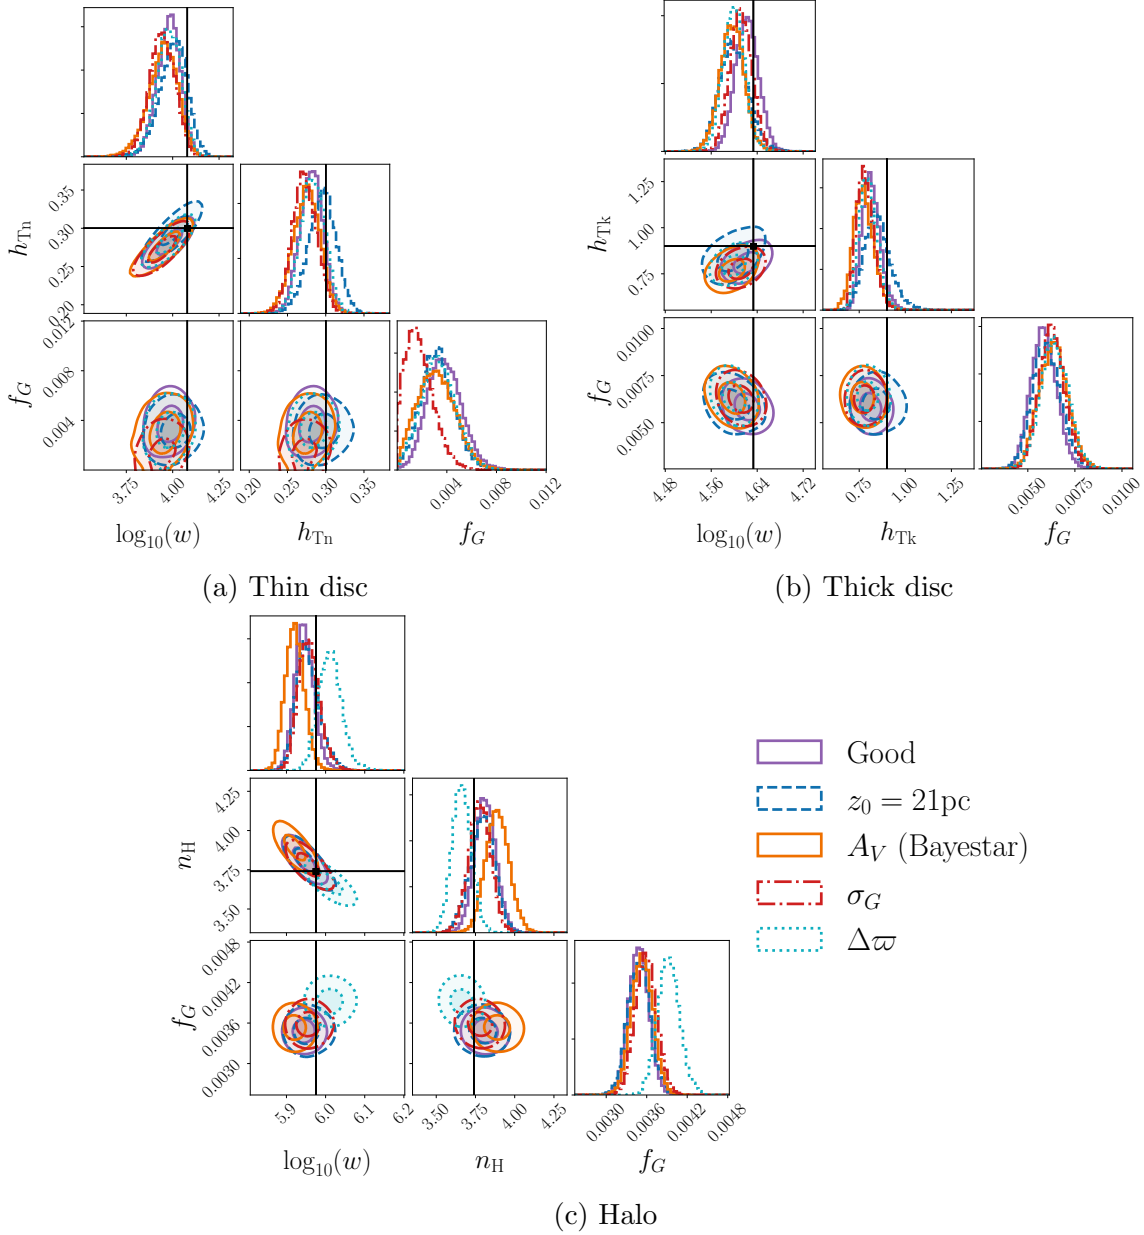 0.35
0.30
0.25
0.20
h_Tn
0.012
0.008
0.004
f_G
3.75 4.00 4.25
0.20 0.25 0.30 0.35
0.004 0.008 0.012
log₁₀(w) h_Tn f_G
(a) Thin disc
1.25
1.00
0.75
h_Tk
0.0100
0.0075
0.0050
f_G
4.48 4.56 4.64 4.72
0.75 1.00 1.25
0.0050 0.0075 0.0100
log₁₀(w) h_Tk f_G
(b) Thick disc
4.25
4.00
3.75
3.50
n_H
0.0048
0.0042
0.0036
0.0030
f_G
5.9 6.0 6.1 6.2
3.50 3.75 4.00 4.25
0.0030 0.0036 0.0042 0.0048
log₁₀(w) n_H f_G
(c) Halo
Good
z₀ = 21pc
A_V (Bayestar)
σ_G
Δϖ